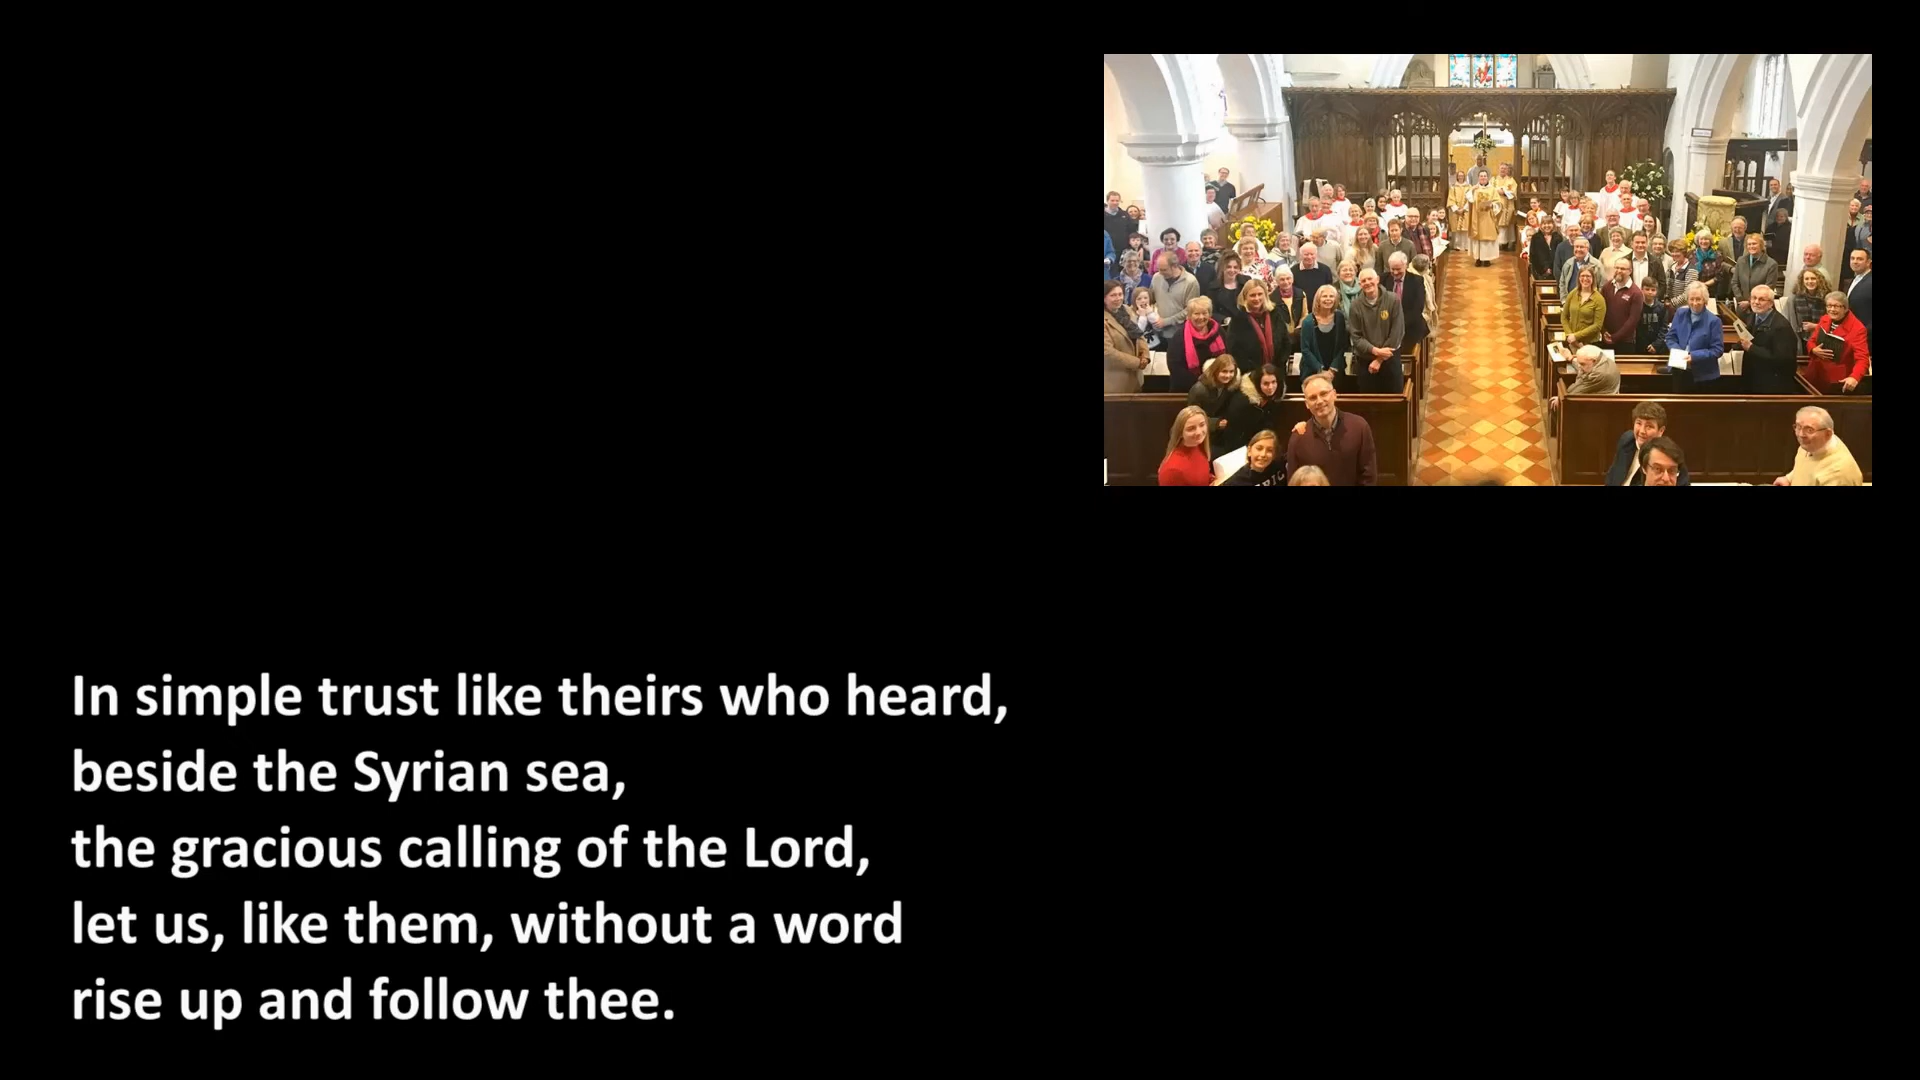 In simple trust like theirs who heard,
beside the Syrian sea,
the gracious calling of the Lord,
let us, like them, without a word
rise up and follow thee.